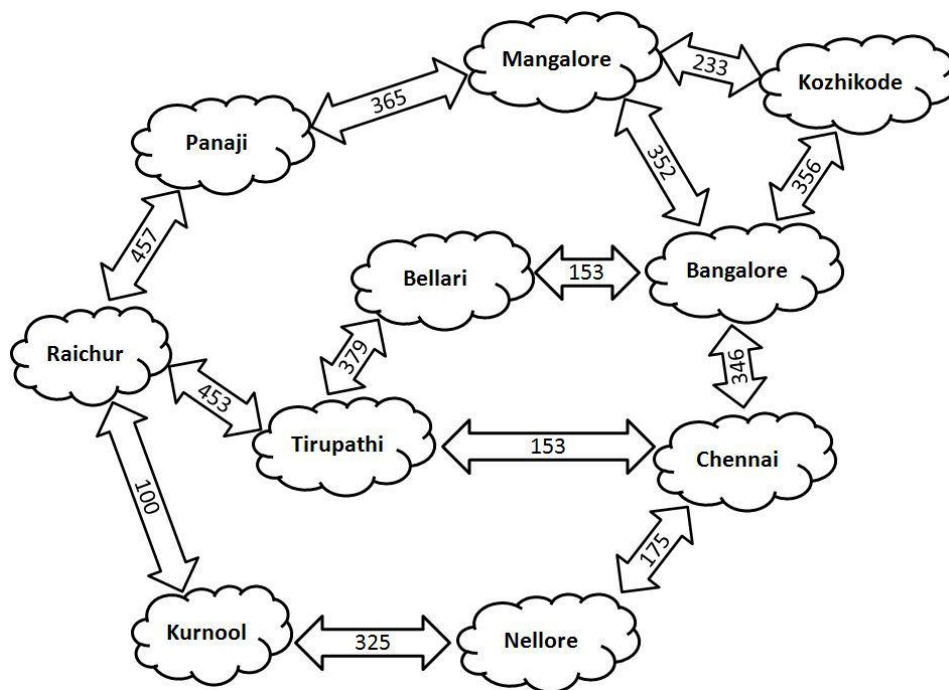 Mangalore
233
Kozhikode
365
Panaji
352
356
457
Bellari
153
Bangalore
Raichur
379
346
453
Tirupathi
153
Chennai
100
175
Kurnool
325
Nellore